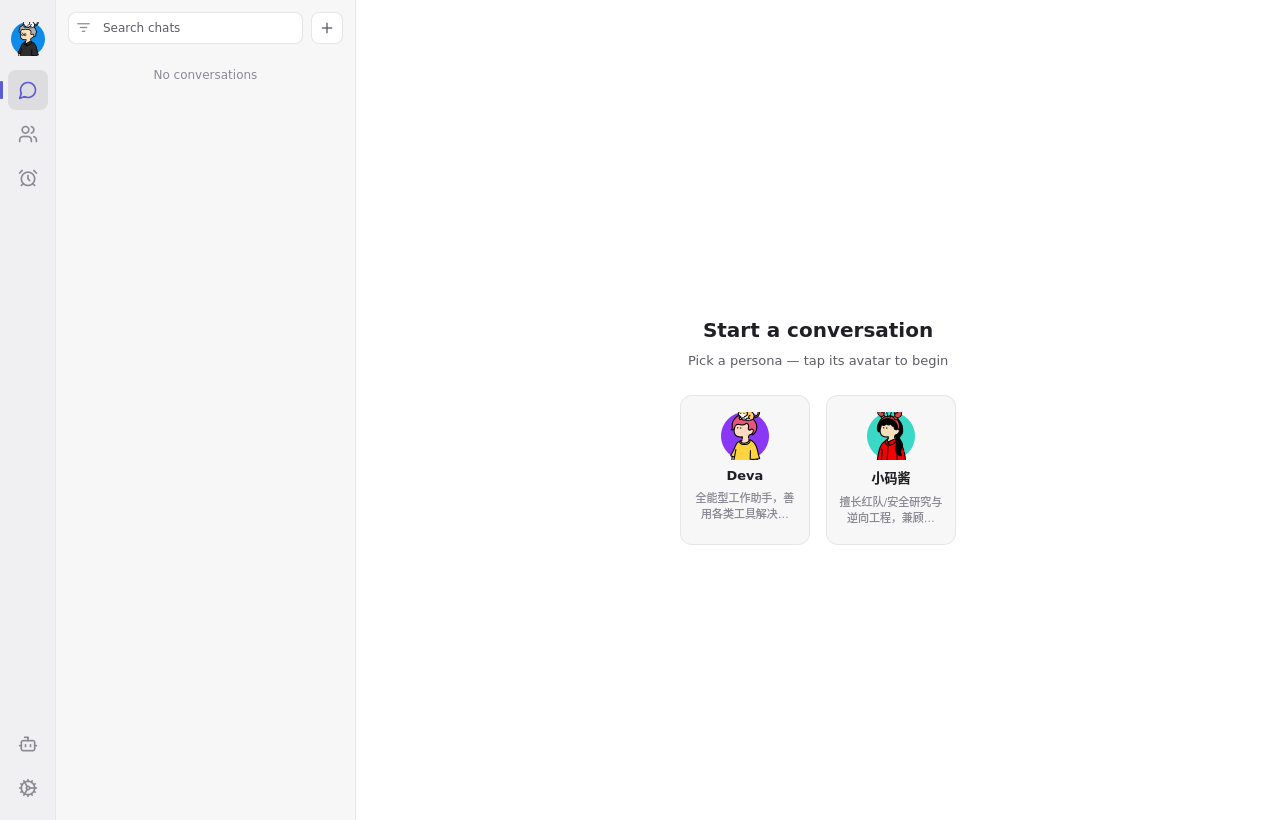 Search chats
No conversations
Start a conversation
Pick a persona — tap its avatar to begin
Deva
全能型工作助手，善
用各类工具解决…
小码酱
擅长红队/安全研究与
逆向工程，兼顾…